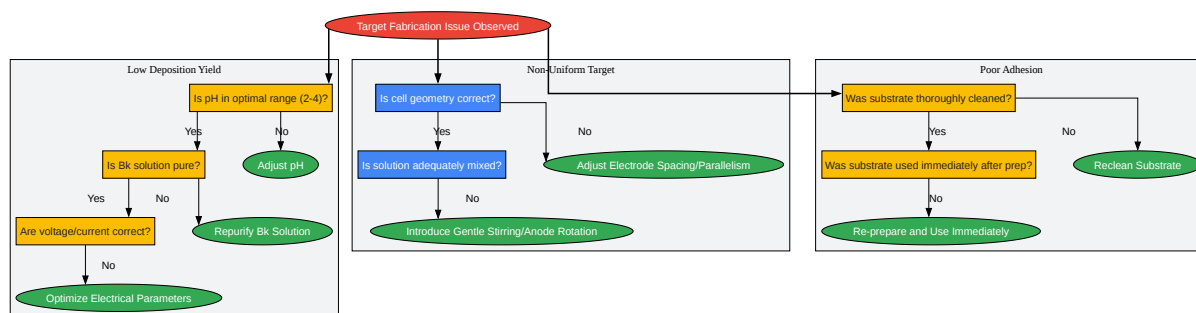 Target Fabrication Issue Observed
Low Deposition Yield
Is pH in optimal range (2-4)?
Yes
No
Is Bk solution pure?
Adjust pH
Yes
No
Are voltage/current correct?
Repurify Bk Solution
No
Optimize Electrical Parameters
Non-Uniform Target
Is cell geometry correct?
Yes
No
Is solution adequately mixed?
Adjust Electrode Spacing/Parallelism
No
Introduce Gentle Stirring/Anode Rotation
Poor Adhesion
Was substrate thoroughly cleaned?
Yes
No
Was substrate used immediately after prep?
Reclean Substrate
No
Re-prepare and Use Immediately